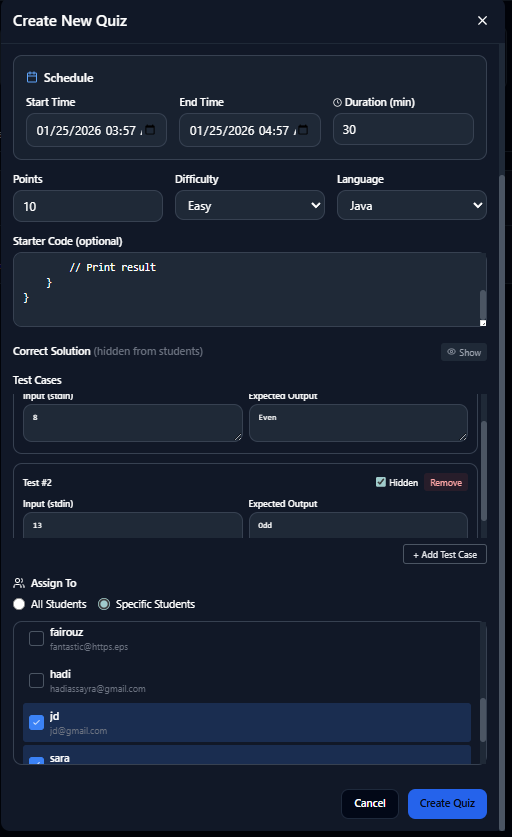 Create New Quiz
Schedule
Start Time End Time Duration (min)
01/25/2026 03:57 01/25/2026 04:57 30
Points Difficulty Language
10 Easy Java
Starter Code (optional)
// Print result
}
}
Correct Solution (hidden from students) Show
Test Cases
Input (stdin) Expected Output
8 Even
Test #2 Hidden Remove
Input (stdin) Expected Output
13 Odd
+ Add Test Case
Assign To
All Students Specific Students
fairouz
fantastic@https.eps
hadi
hadiassayra@gmail.com
jd
jd@gmail.com
sara
Cancel Create Quiz